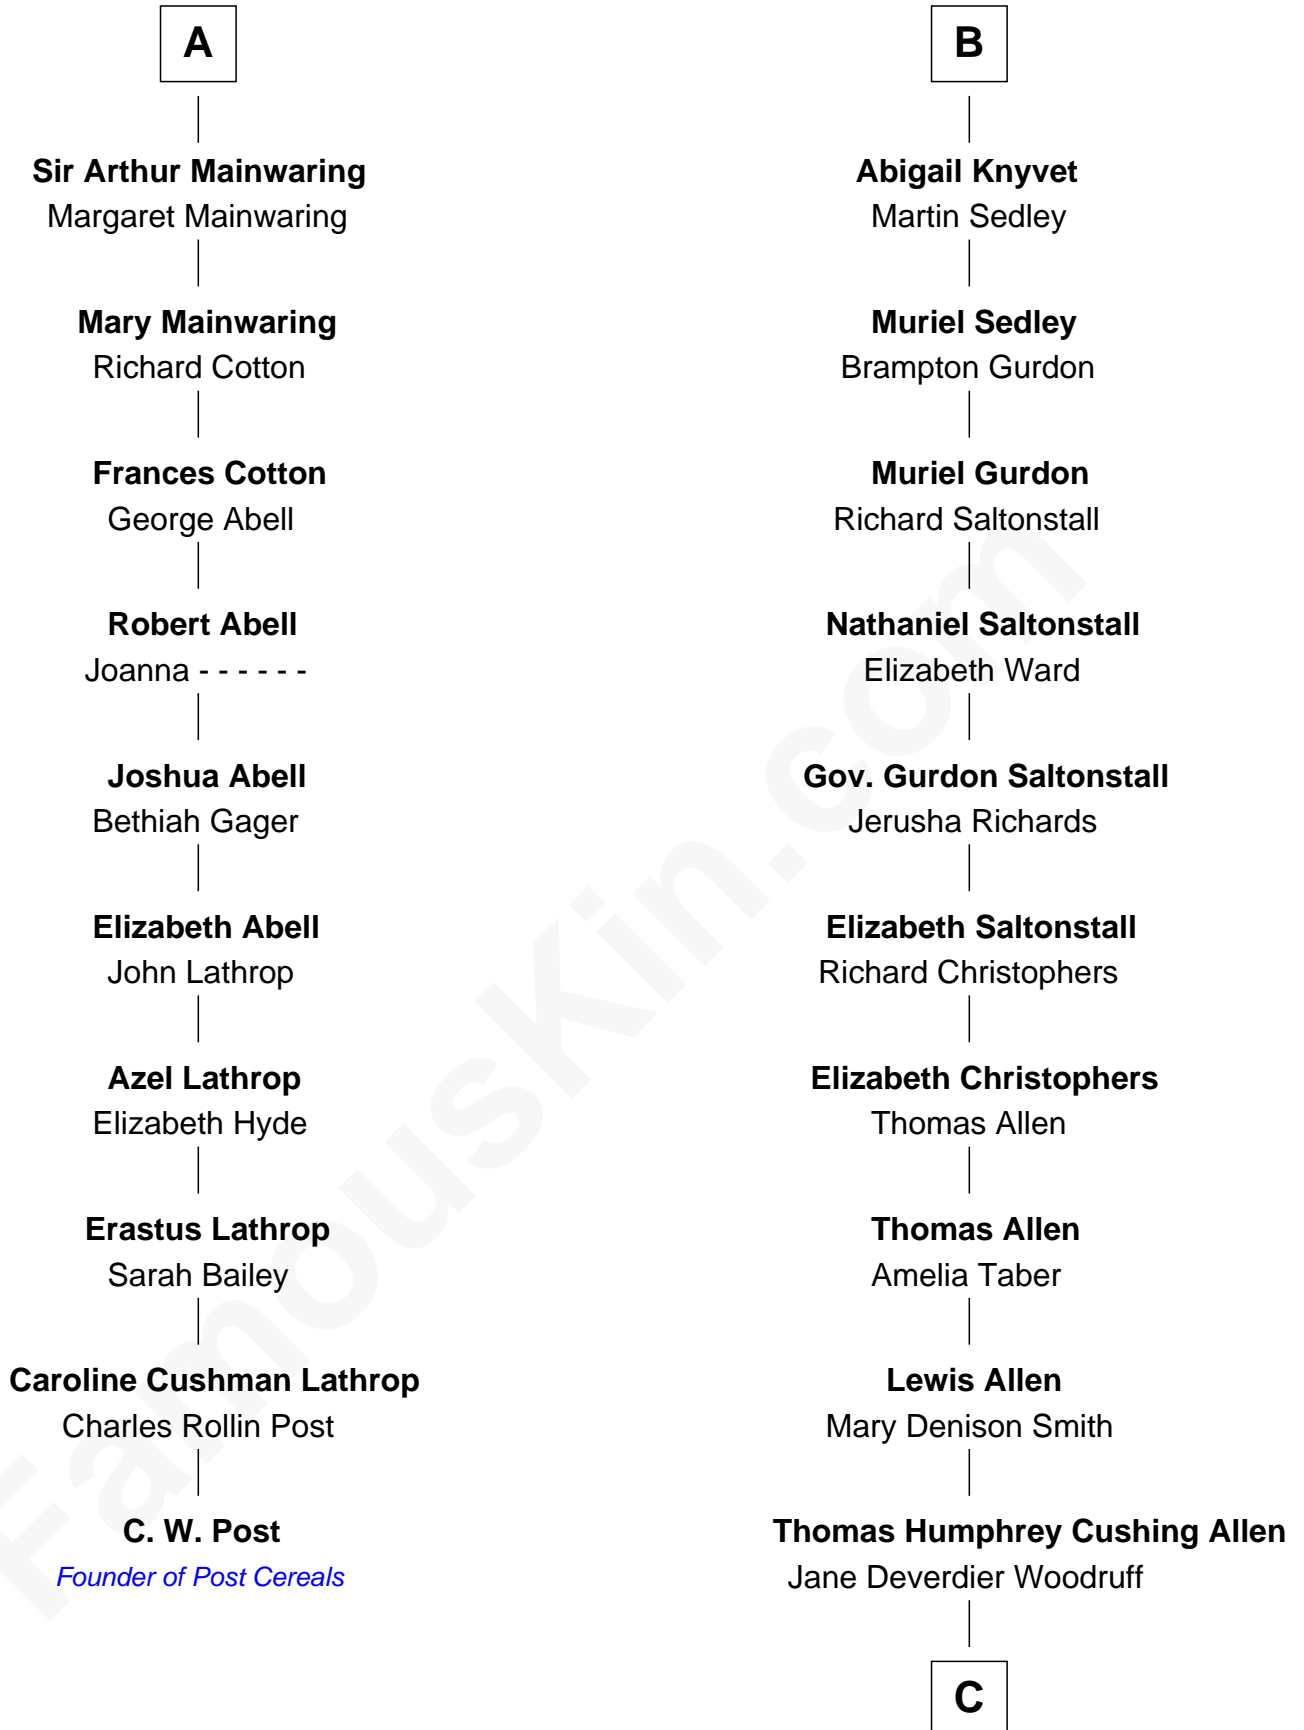 A
Sir Arthur Mainwaring
Margaret Mainwaring
Mary Mainwaring
Richard Cotton
Frances Cotton
George Abell
Robert Abell
Joanna - - - - - -
Joshua Abell
Bethiah Gager
Elizabeth Abell
John Lathrop
Azel Lathrop
Elizabeth Hyde
Erastus Lathrop
Sarah Bailey
Caroline Cushman Lathrop
Charles Rollin Post
C. W. Post
Founder of Post Cereals
B
Abigail Knyvet
Martin Sedley
Muriel Sedley
Brampton Gurdon
Muriel Gurdon
Richard Saltonstall
Nathaniel Saltonstall
Elizabeth Ward
Gov. Gurdon Saltonstall
Jerusha Richards
Elizabeth Saltonstall
Richard Christophers
Elizabeth Christophers
Thomas Allen
Thomas Allen
Amelia Taber
Lewis Allen
Mary Denison Smith
Thomas Humphrey Cushing Allen
Jane Deverdier Woodruff
C
FamousKin.com